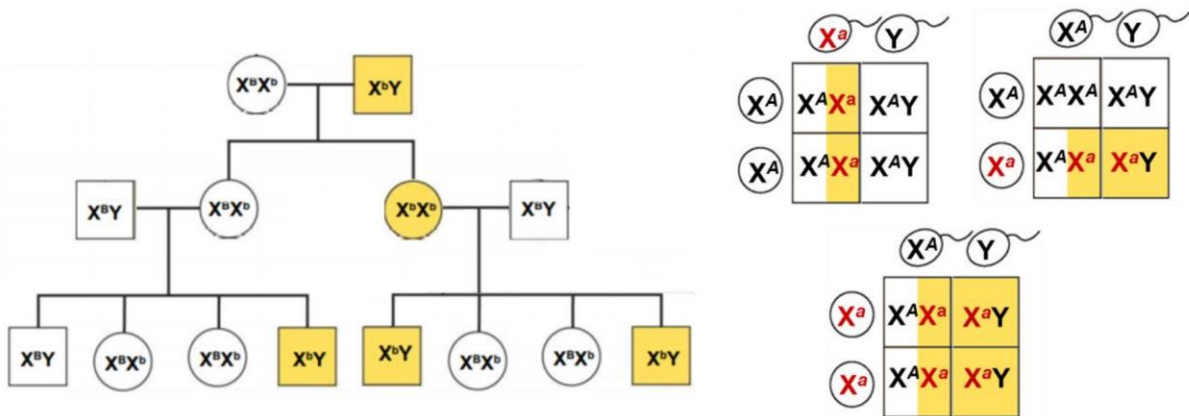 XᴮXᵇ XᵇY
XᴮY XᴮXᵇ XᵇXᵇ XᴮY
XᴮY XᴮXᵇ XᴮXᵇ XᵇY XᵇY XᴮXᵇ XᴮXᵇ XᵇY
Xᵃ Y
Xᴬ XᴬXᵃ XᴬY
Xᴬ XᴬXᵃ XᴬY
Xᴬ Y
Xᴬ XᴬXᴬ XᴬY
Xᵃ XᴬXᵃ XᵃY
Xᴬ Y
Xᵃ XᴬXᵃ XᵃY
Xᵃ XᴬXᵃ XᵃY